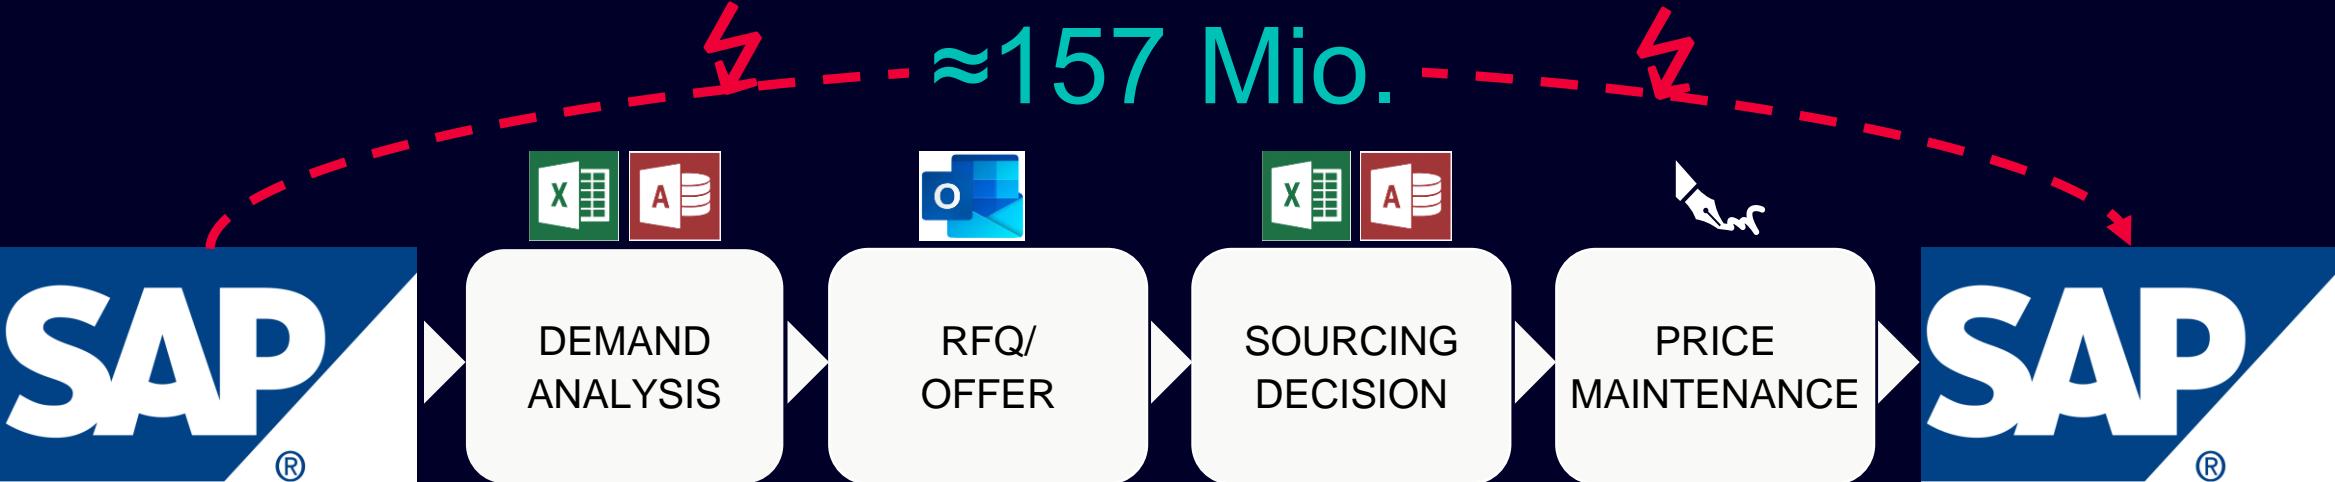 ≈157 Mio.
X
A
O
X
A
SAP
®
DEMAND
ANALYSIS
RFQ/
OFFER
SOURCING
DECISION
PRICE
MAINTENANCE
SAP
®